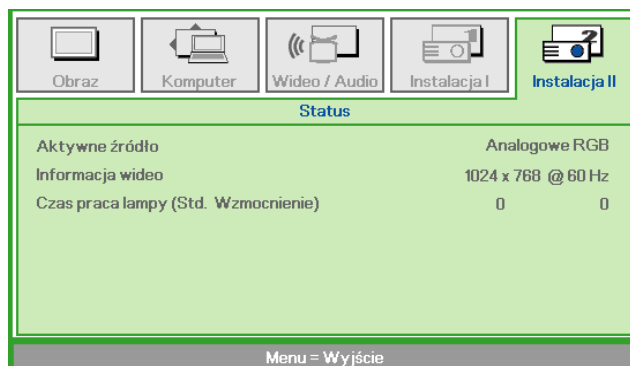 Obraz
Komputer
Wideo / Audio
Instalacja I
Instalacja II
Status
Aktywne źródło Analogowe RGB
Informacja wideo 1024 x 768 @ 60 Hz
Czas praca lampy (Std. Wzmocnienie) 0 0
Menu = Wyjście